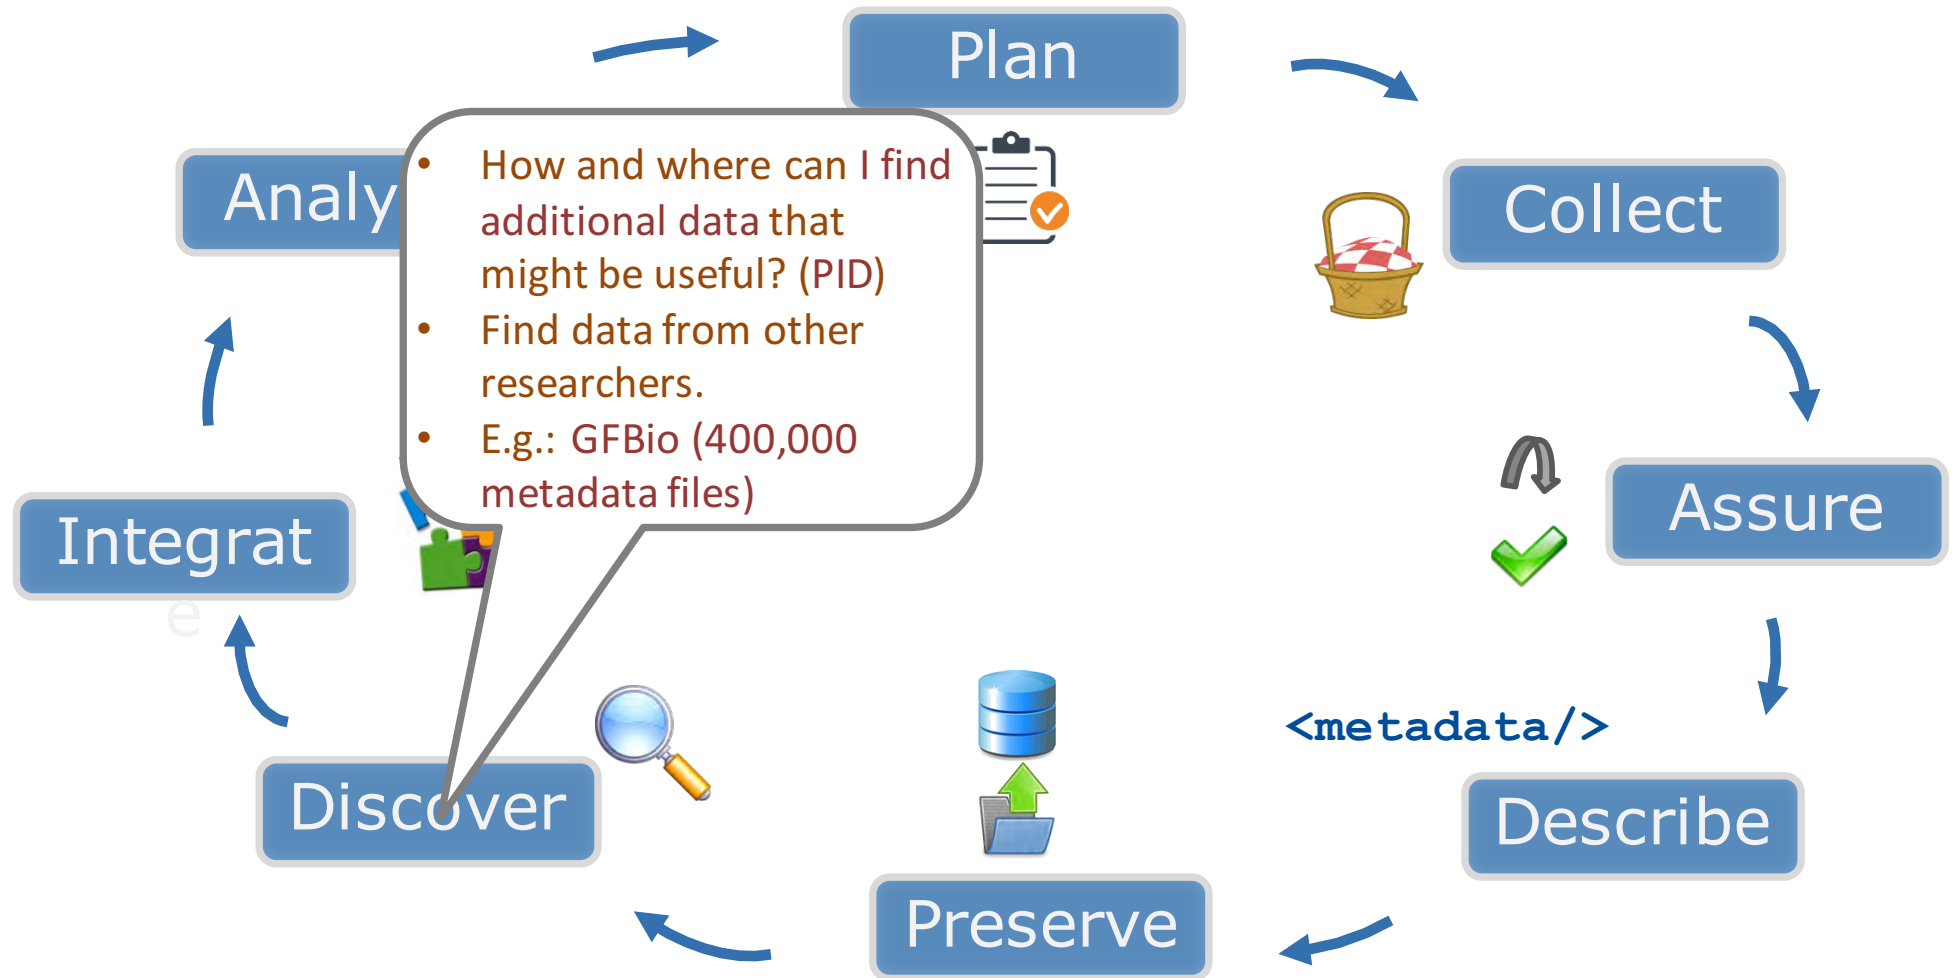 Plan
Analy
• How and where can I find
additional data that
might be useful? (PID)
• Find data from other
researchers.
• E.g.: GFBio (400,000
metadata files)
Collect
Integrat
e
Assure
<metadata/>
Discover
Describe
Preserve